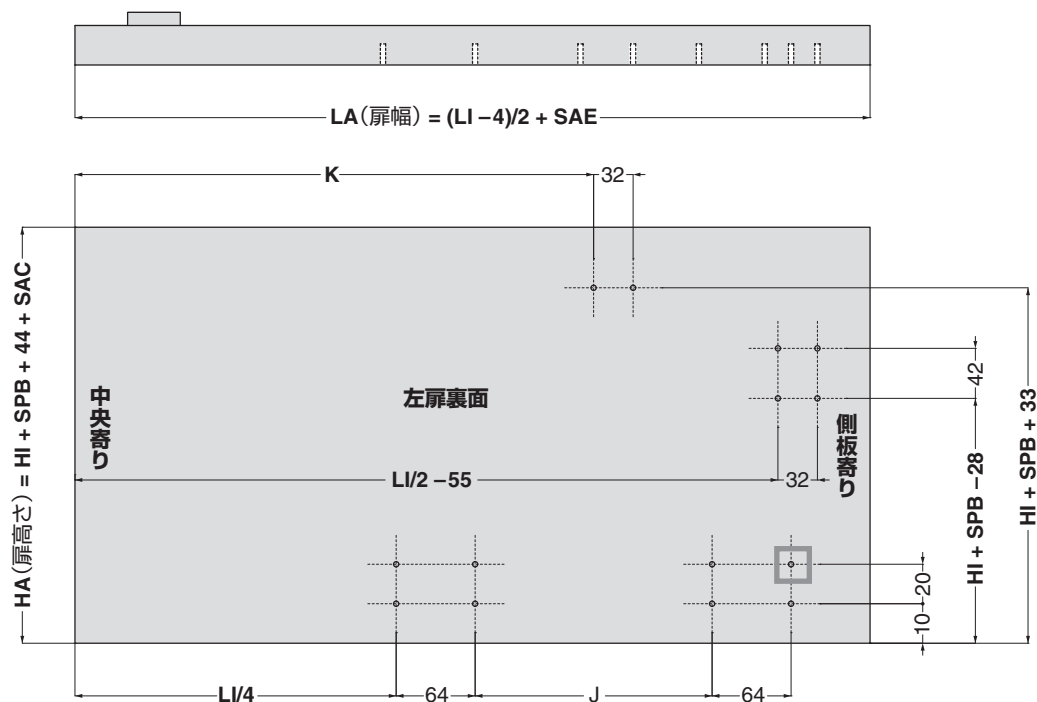 LA（扉幅）= (LI −4)/2 + SAE
K
32
HA（扉高さ）= HI + SPB + 44 + SAC
中央寄り
左扉裏面
側板寄り
42
LI/2 −55
32
HI + SPB −28
HI + SPB + 33
20
10
LI/4
64
J
64